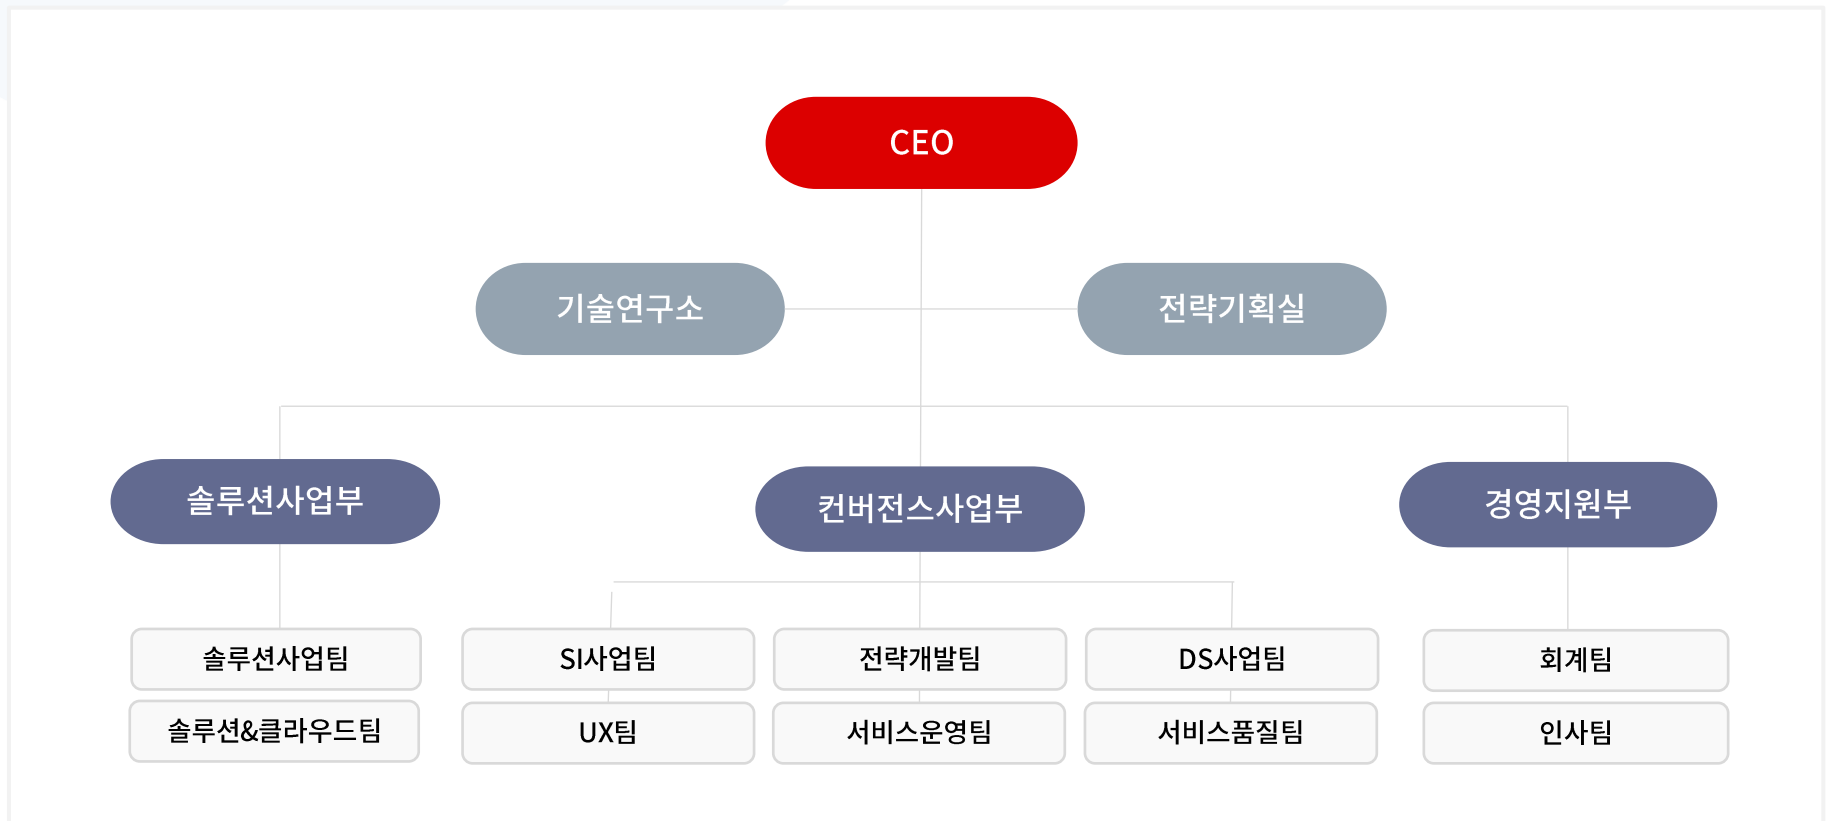 CEO
기술연구소
전략기획실
솔루션사업부
컨버전스사업부
경영지원부
솔루션사업팀
SI사업팀
전략개발팀
DS사업팀
회계팀
솔루션&클라우드팀
UX팀
서비스운영팀
서비스품질팀
인사팀